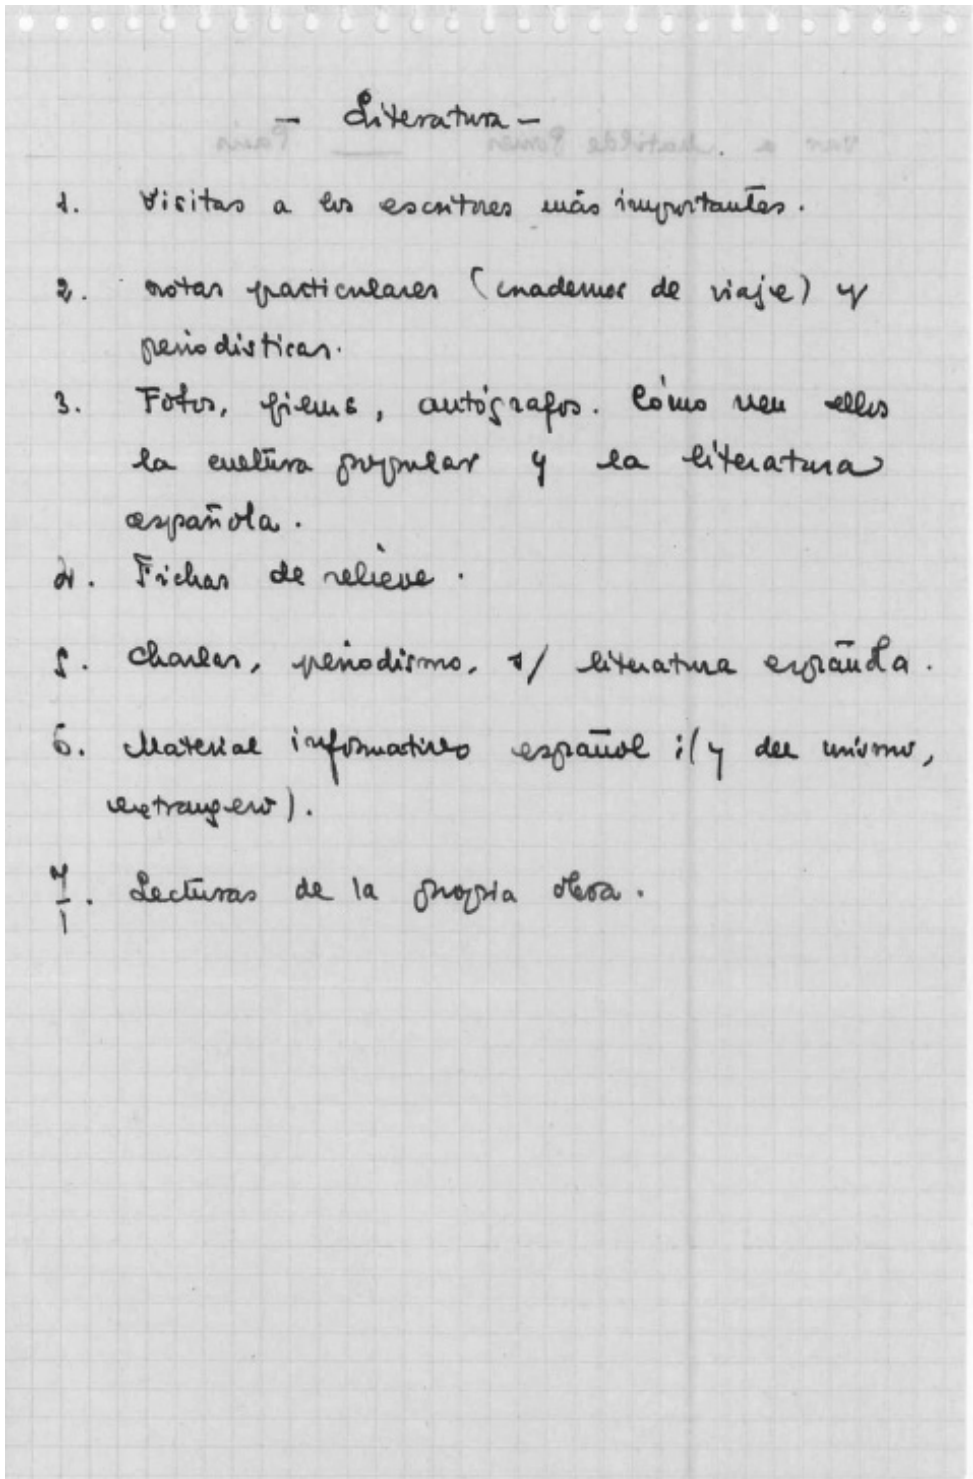 - Literatura -
1. Visitas a los escritores más importantes.
2. notas particulares (cuadernos de viaje) y
periodísticas.
3. Fotos, films, autógrafos. Cómo ven ellos
la cultura popular y la literatura
española.
4. Fichas de relieve.
5. Charlas, periodismo, s/ literatura española.
6. Material informativo español i (y del mismo,
extrangero).
7. Lecturas de la propia obra.